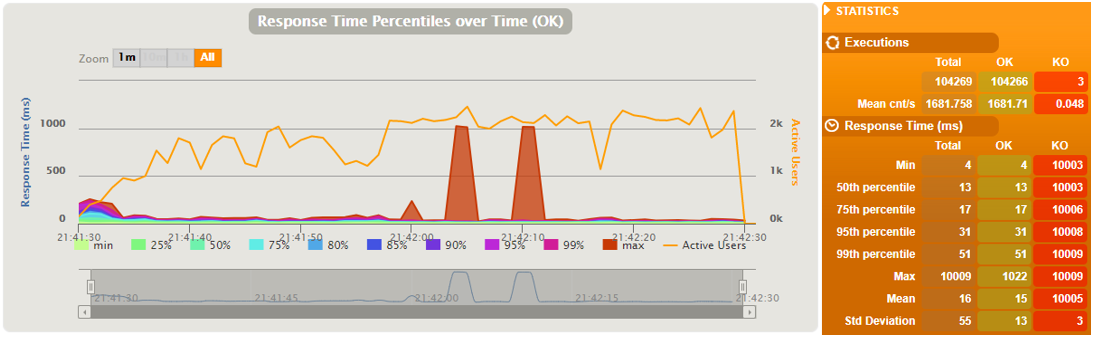 Response Time Percentiles over Time (OK)
Zoom 1m 10m 1h All
Response Time (ms)
1000
500
0
2k
1k
0k
Active Users
21:41:30 21:41:40 21:41:50 21:42:00 21:42:10 21:42:20 21:42:30
min 25% 50% 75% 80% 85% 90% 95% 99% max Active Users
21:41:30 21:41:45 21:42:00 21:42:15 21:42:30
STATISTICS
Executions
Total OK KO
104269 104266 3
Mean cnt/s 1681.758 1681.71 0.048
Response Time (ms)
Total OK KO
Min 4 4 10003
50th percentile 13 13 10003
75th percentile 17 17 10006
95th percentile 31 31 10008
99th percentile 51 51 10009
Max 10009 1022 10009
Mean 16 15 10005
Std Deviation 55 13 3